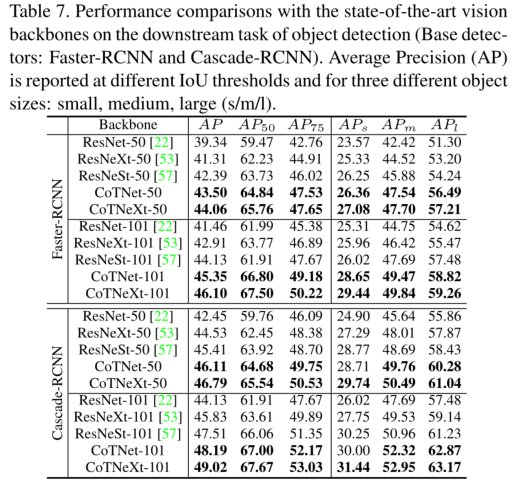 Table 7. Performance comparisons with the state-of-the-art vision
backbones on the downstream task of object detection (Base detec-
tors: Faster-RCNN and Cascade-RCNN). Average Precision (AP)
is reported at different IoU thresholds and for three different object
sizes: small, medium, large (s/m/l).
Backbone AP AP50 AP75 APs APm APl
Faster-RCNN
ResNet-50 [22] 39.34 59.47 42.76 23.57 42.42 51.30
ResNeXt-50 [53] 41.31 62.23 44.91 25.33 44.52 53.20
ResNeSt-50 [57] 42.39 63.73 46.02 26.25 45.88 54.24
CoTNet-50 43.50 64.84 47.53 26.36 47.54 56.49
CoTNeXt-50 44.06 65.76 47.65 27.08 47.70 57.21
ResNet-101 [22] 41.46 61.99 45.38 25.31 44.75 54.62
ResNeXt-101 [53] 42.91 63.77 46.89 25.96 46.42 55.47
ResNeSt-101 [57] 44.13 61.91 47.67 26.02 47.69 57.48
CoTNet-101 45.35 66.80 49.18 28.65 49.47 58.82
CoTNeXt-101 46.10 67.50 50.22 29.44 49.84 59.26
Cascade-RCNN
ResNet-50 [22] 42.45 59.76 46.09 24.90 45.64 55.86
ResNeXt-50 [53] 44.53 62.45 48.38 27.29 48.01 57.87
ResNeSt-50 [57] 45.41 63.92 48.70 28.77 48.69 58.43
CoTNet-50 46.11 64.68 49.75 28.71 49.76 60.28
CoTNeXt-50 46.79 65.54 50.53 29.74 50.49 61.04
ResNet-101 [22] 44.13 61.91 47.67 26.02 47.69 57.48
ResNeXt-101 [53] 45.83 63.61 49.89 27.75 49.53 59.14
ResNeSt-101 [57] 47.51 66.06 51.35 30.25 50.96 61.23
CoTNet-101 48.19 67.00 52.17 30.00 52.32 62.87
CoTNeXt-101 49.02 67.67 53.03 31.44 52.95 63.17